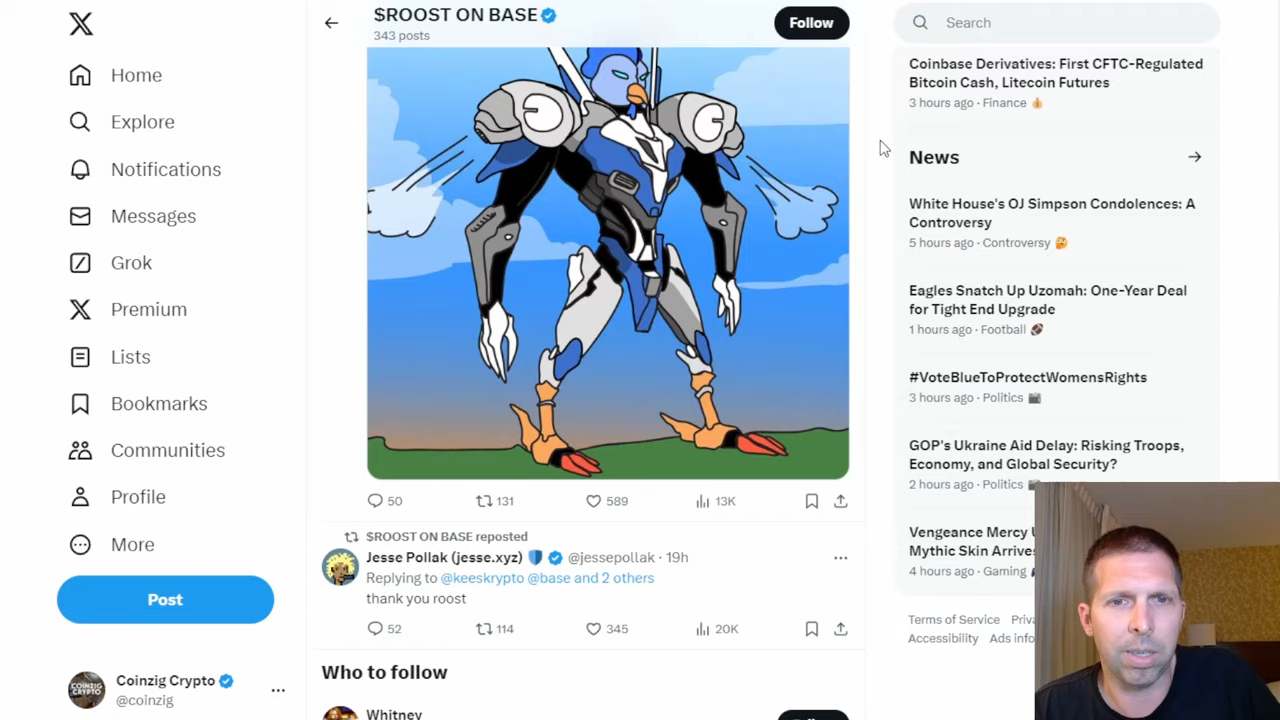 Home
Explore
Notifications
Messages
Grok
Premium
Lists
Bookmarks
Communities
Profile
More
Post
Coinzig Crypto
@coinzig
$ROOST ON BASE
343 posts
Follow
50
131
589
13K
$ROOST ON BASE reposted
Jesse Pollak (jesse.xyz) @jessepollak · 19h
Replying to @keeskrypto @base and 2 others
thank you roost
52
114
345
20K
Who to follow
Whitney
Search
Coinbase Derivatives: First CFTC-Regulated
Bitcoin Cash, Litecoin Futures
3 hours ago · Finance
News
White House's OJ Simpson Condolences: A
Controversy
5 hours ago · Controversy
Eagles Snatch Up Uzomah: One-Year Deal
for Tight End Upgrade
1 hours ago · Football
#VoteBlueToProtectWomensRights
3 hours ago · Politics
GOP's Ukraine Aid Delay: Risking Troops,
Economy, and Global Security?
2 hours ago · Politics
Vengeance Mercy
Mythic Skin Arrives
4 hours ago · Gaming
Terms of Service
Accessibility Ads info